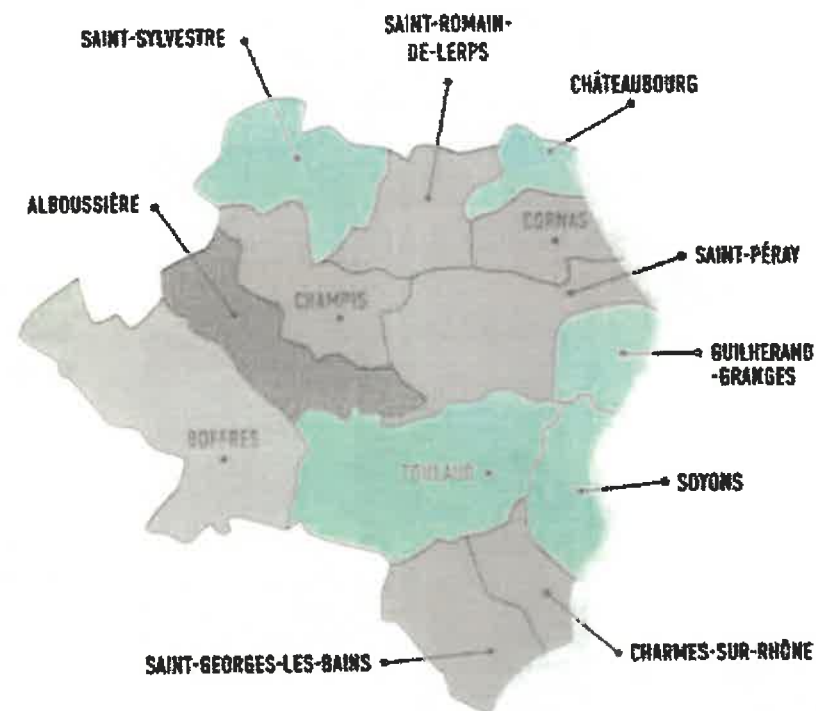 SAINT-SYLVESTRE
SAINT-ROMAIN-
DE-LERPS
CHÂTEAUBOURG
ALBOUSSIÈRE
CORNAS
SAINT-PÉRAY
CHAMPIS
GUILHERAND
-GRANGES
BOFFRES
TOULAUD
SOYONS
SAINT-GEORGES-LES-BAINS
CHARMES-SUR-RHÔNE